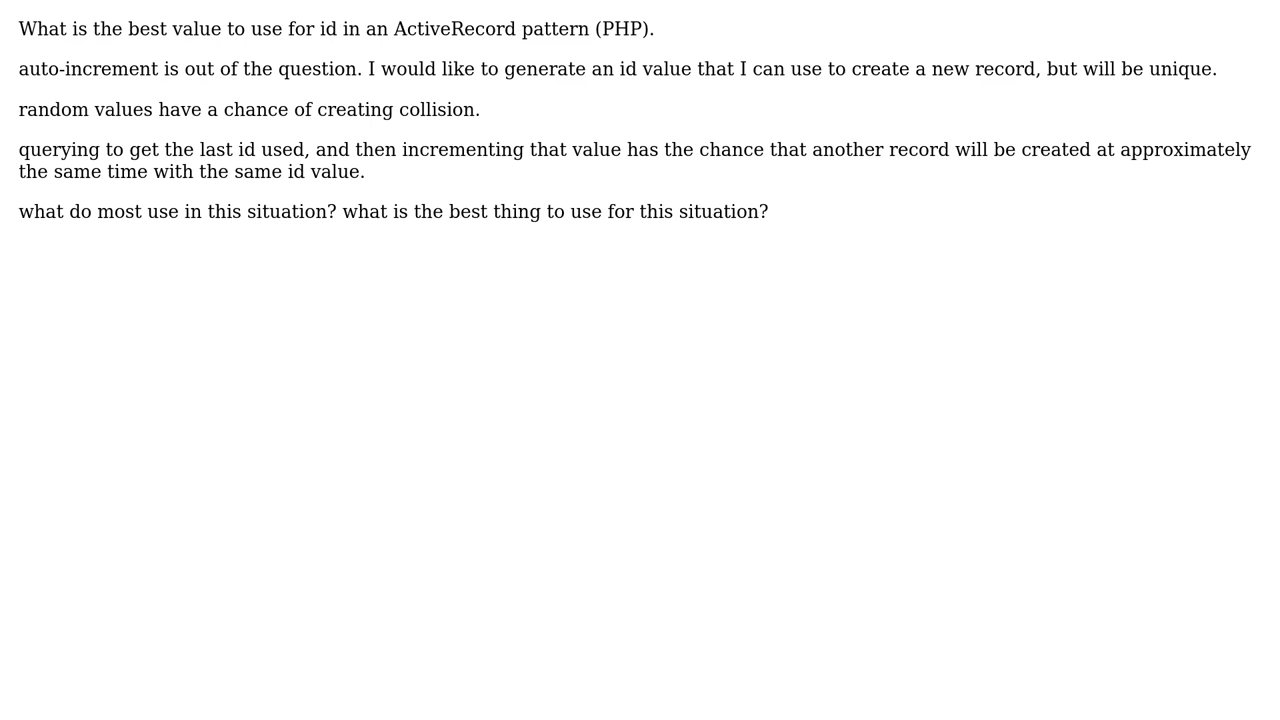 What is the best value to use for id in an ActiveRecord pattern (PHP).
auto-increment is out of the question. I would like to generate an id value that I can use to create a new record, but will be unique.
random values have a chance of creating collision.
querying to get the last id used, and then incrementing that value has the chance that another record will be created at approximately
the same time with the same id value.
what do most use in this situation? what is the best thing to use for this situation?